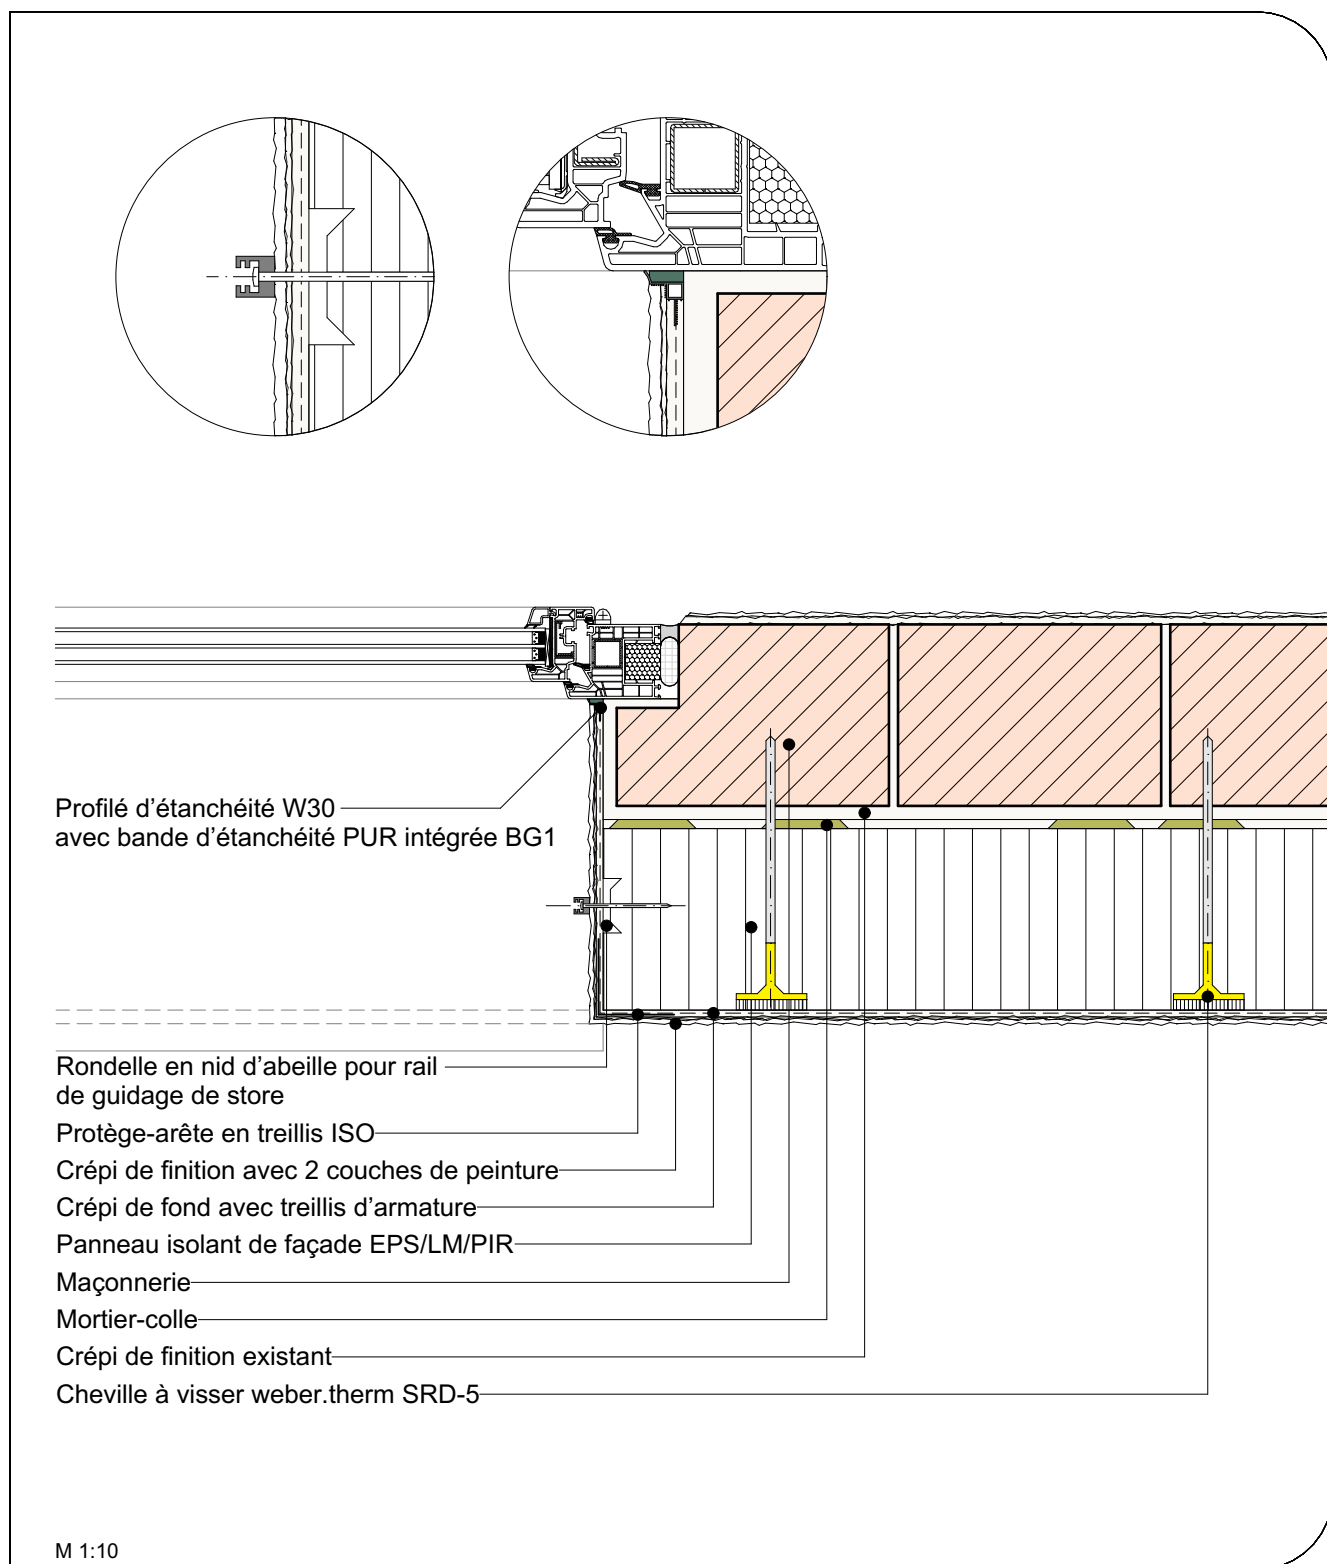 Profilé d'étanchéité W30
avec bande d'étanchéité PUR intégrée BG1
Rondelle en nid d'abeille pour rail
de guidage de store
Protège-arête en treillis ISO
Crépi de finition avec 2 couches de peinture
Crépi de fond avec treillis d'armature
Panneau isolant de façade EPS/LM/PIR
Maçonnerie
Mortier-colle
Crépi de finition existant
Cheville à visser weber.therm SRD-5
M 1:10